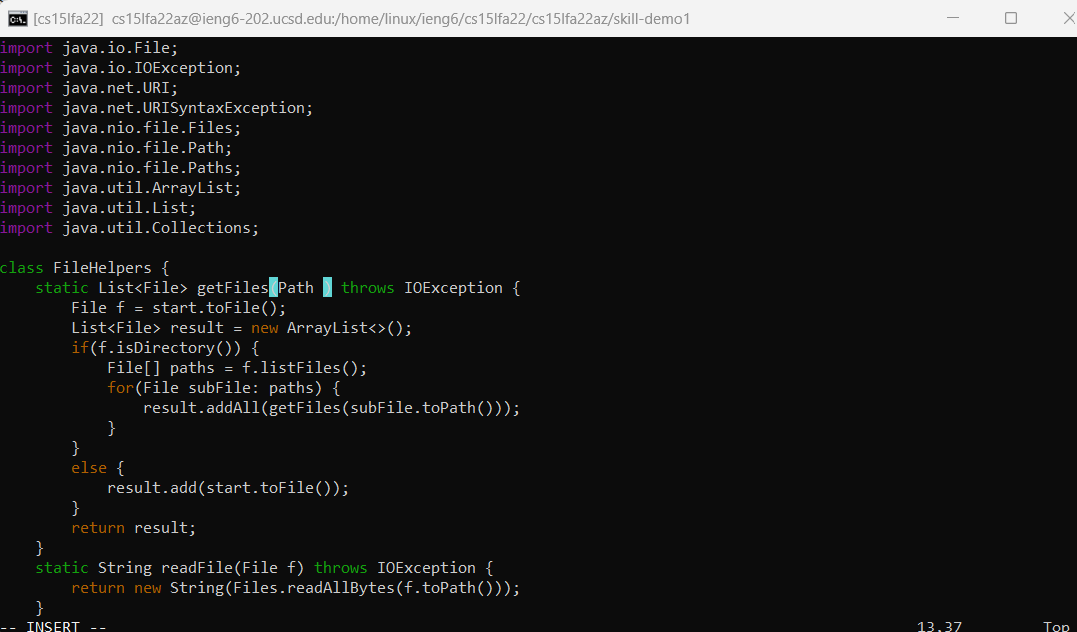 [cs15lfa22] cs15lfa22az@ieng6-202.ucsd.edu:/home/linux/ieng6/cs15lfa22/cs15lfa22az/skill-demo1
import java.io.File;
import java.io.IOException;
import java.net.URI;
import java.net.URISyntaxException;
import java.nio.file.Files;
import java.nio.file.Path;
import java.nio.file.Paths;
import java.util.ArrayList;
import java.util.List;
import java.util.Collections;

class FileHelpers {
    static List<File> getFiles(Path ) throws IOException {
        File f = start.toFile();
        List<File> result = new ArrayList<>();
        if(f.isDirectory()) {
            File[] paths = f.listFiles();
            for(File subFile: paths) {
                result.addAll(getFiles(subFile.toPath()));
            }
        }
        else {
            result.add(start.toFile());
        }
        return result;
    }
    static String readFile(File f) throws IOException {
        return new String(Files.readAllBytes(f.toPath()));
    }
-- INSERT -- 13,37 Top